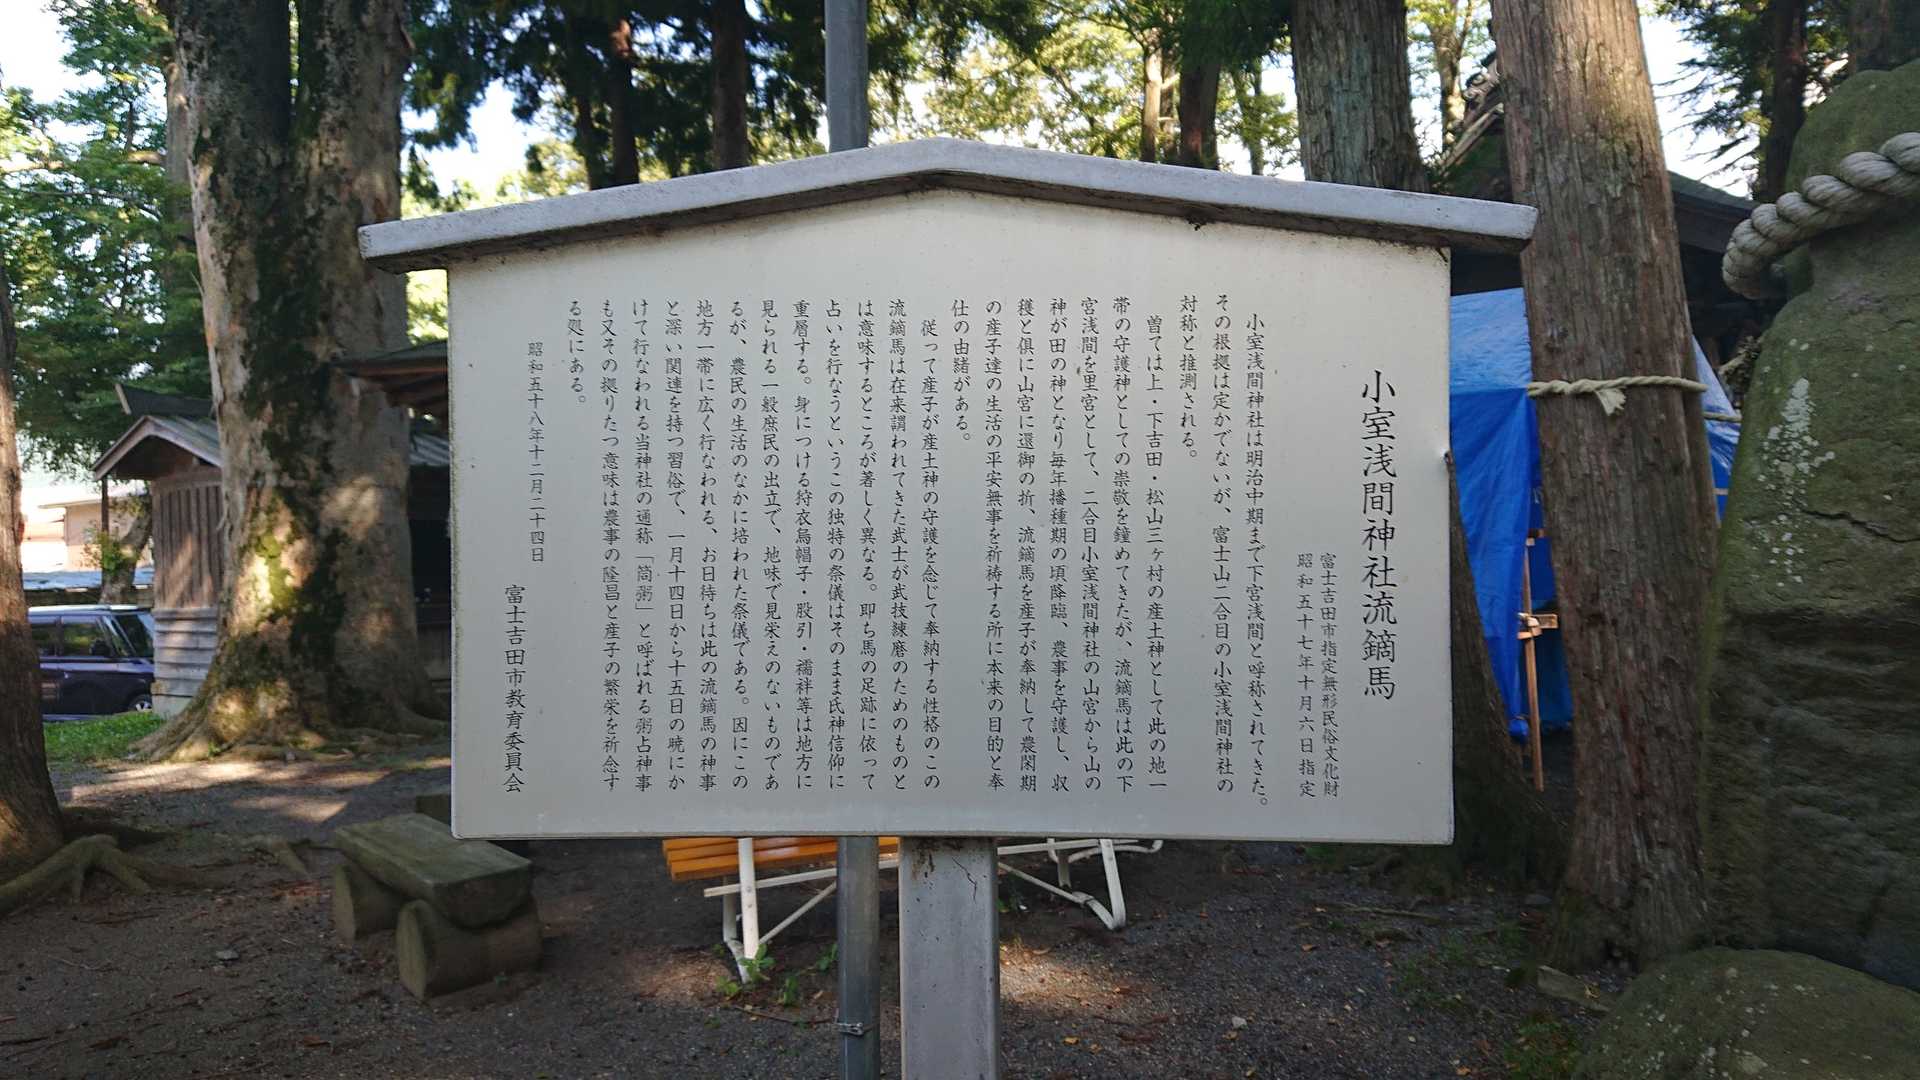 小室浅間神社流鏑馬
富士吉田市指定無形民俗文化財
昭和五十七年十月六日指定
小室浅間神社は明治中期まで下宮浅間と呼称されてきた。
その根拠は定かでないが、富士山二合目の小室浅間神社の
対称と推測される。
曽ては上・下吉田・松山三ヶ村の産土神として此の地一
帯の守護神としての崇敬を鐘めてきたが、流鏑馬は此の下
宮浅間を里宮として、二合目小室浅間神社の山宮から山の
神が田の神となり毎年播種期の頃降臨、農事を守護し、収
穫と倶に山宮に還御の折、流鏑馬を産子が奉納して農閑期
の産子達の生活の平安無事を祈祷する所に本来の目的と奉
仕の由緒がある。
従って産子が産土神の守護を念じて奉納する性格のこの
流鏑馬は在来謂われてきた武士が武技練磨のためのものと
は意味するところが著しく異なる。即ち馬の足跡に依って
占いを行なうというこの独特の祭儀はそのまま氏神信仰に
重層する。身につける狩衣烏帽子・股引・襦袢等は地方に
見られる一般庶民の出立で、地味で見栄えのないものであ
るが、農民の生活のなかに培われた祭儀である。因にこの
地方一帯に広く行なわれる、お日待ちは此の流鏑馬の神事
と深い関連を持つ習俗で、一月十四日から十五日の暁にか
けて行なわれる当神社の通称「筒粥」と呼ばれる粥占神事
も又その拠りたつ意味は農事の隆昌と産子の繁栄を祈念す
る処にある。
昭和五十八年十二月二十四日
富士吉田市教育委員会